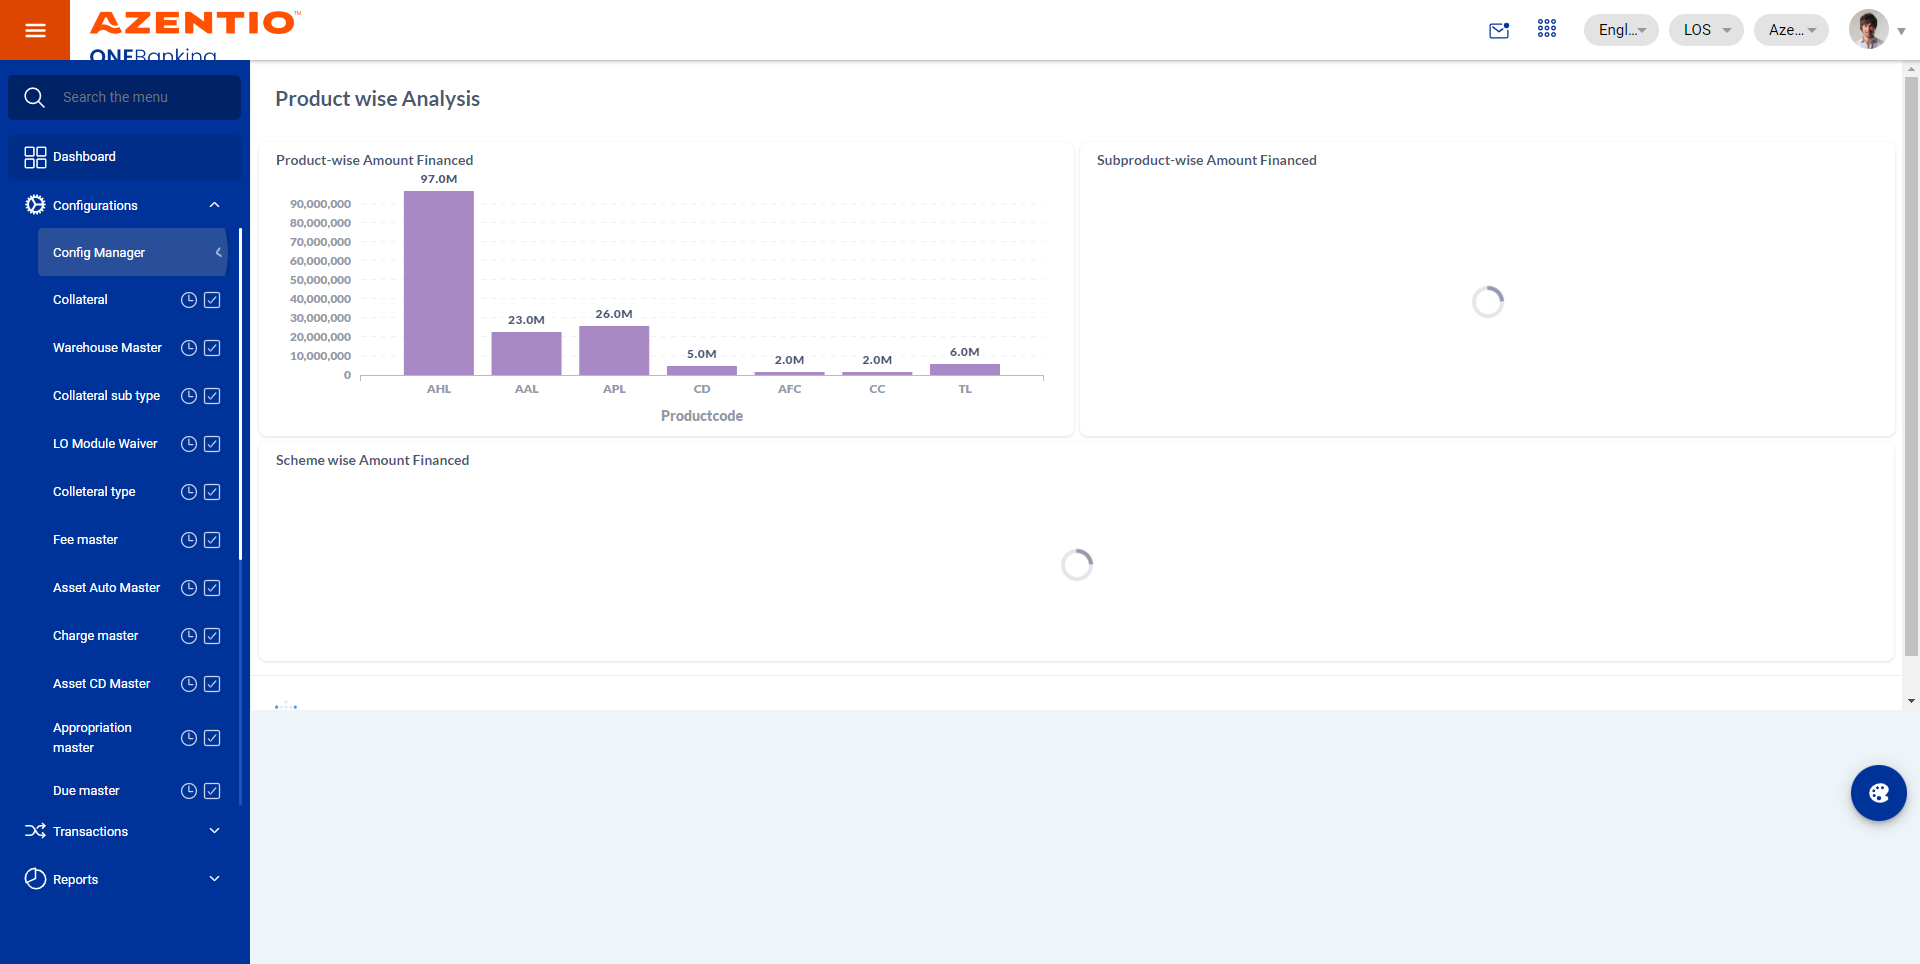 AZENTIO™
ONEBanking
Engl...
LOS
Aze...
Search the menu
Dashboard
Configurations
Config Manager
Collateral
Warehouse Master
Collateral sub type
LO Module Waiver
Colleteral type
Fee master
Asset Auto Master
Charge master
Asset CD Master
Appropriation
master
Due master
Transactions
Reports
Product wise Analysis
Product-wise Amount Financed
97.0M
90,000,000
80,000,000
70,000,000
60,000,000
50,000,000
40,000,000
30,000,000
20,000,000
10,000,000
0
23.0M
26.0M
5.0M
2.0M
2.0M
6.0M
AHL
AAL
APL
CD
AFC
CC
TL
Productcode
Subproduct-wise Amount Financed
Scheme wise Amount Financed